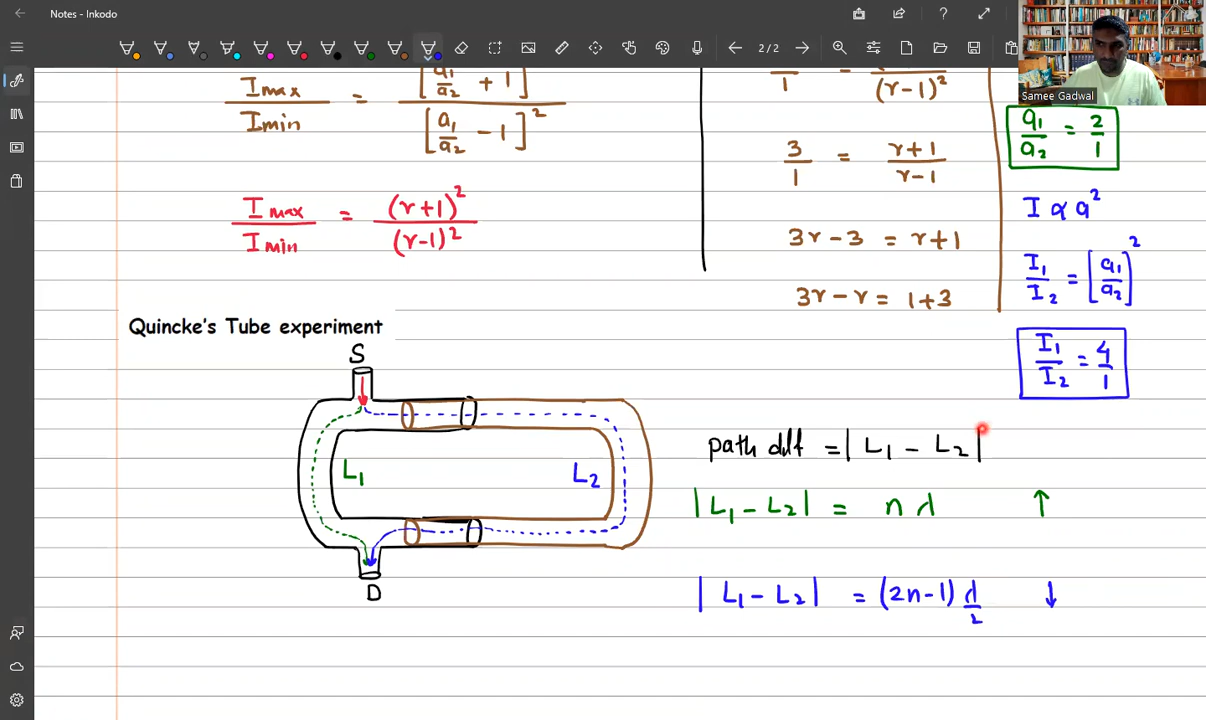 Notes - Inkodo
2/2
Samee Gadwal
Imax / Imin = [a1/a2 + 1] / [a1/a2 - 1]^2
Imax / Imin = (r+1)^2 / (r-1)^2
1 = (r-1)^2
3/1 = r+1 / r-1
3r - 3 = r+1
3r - r = 1+3
a1/a2 = 2/1
I ∝ a^2
I1/I2 = [a1/a2]^2
I1/I2 = 4/1
Quincke's Tube experiment
S
L1
L2
D
path diff = | L1 - L2 |
| L1 - L2 | = n λ ↑
| L1 - L2 | = (2n-1) λ/2 ↓